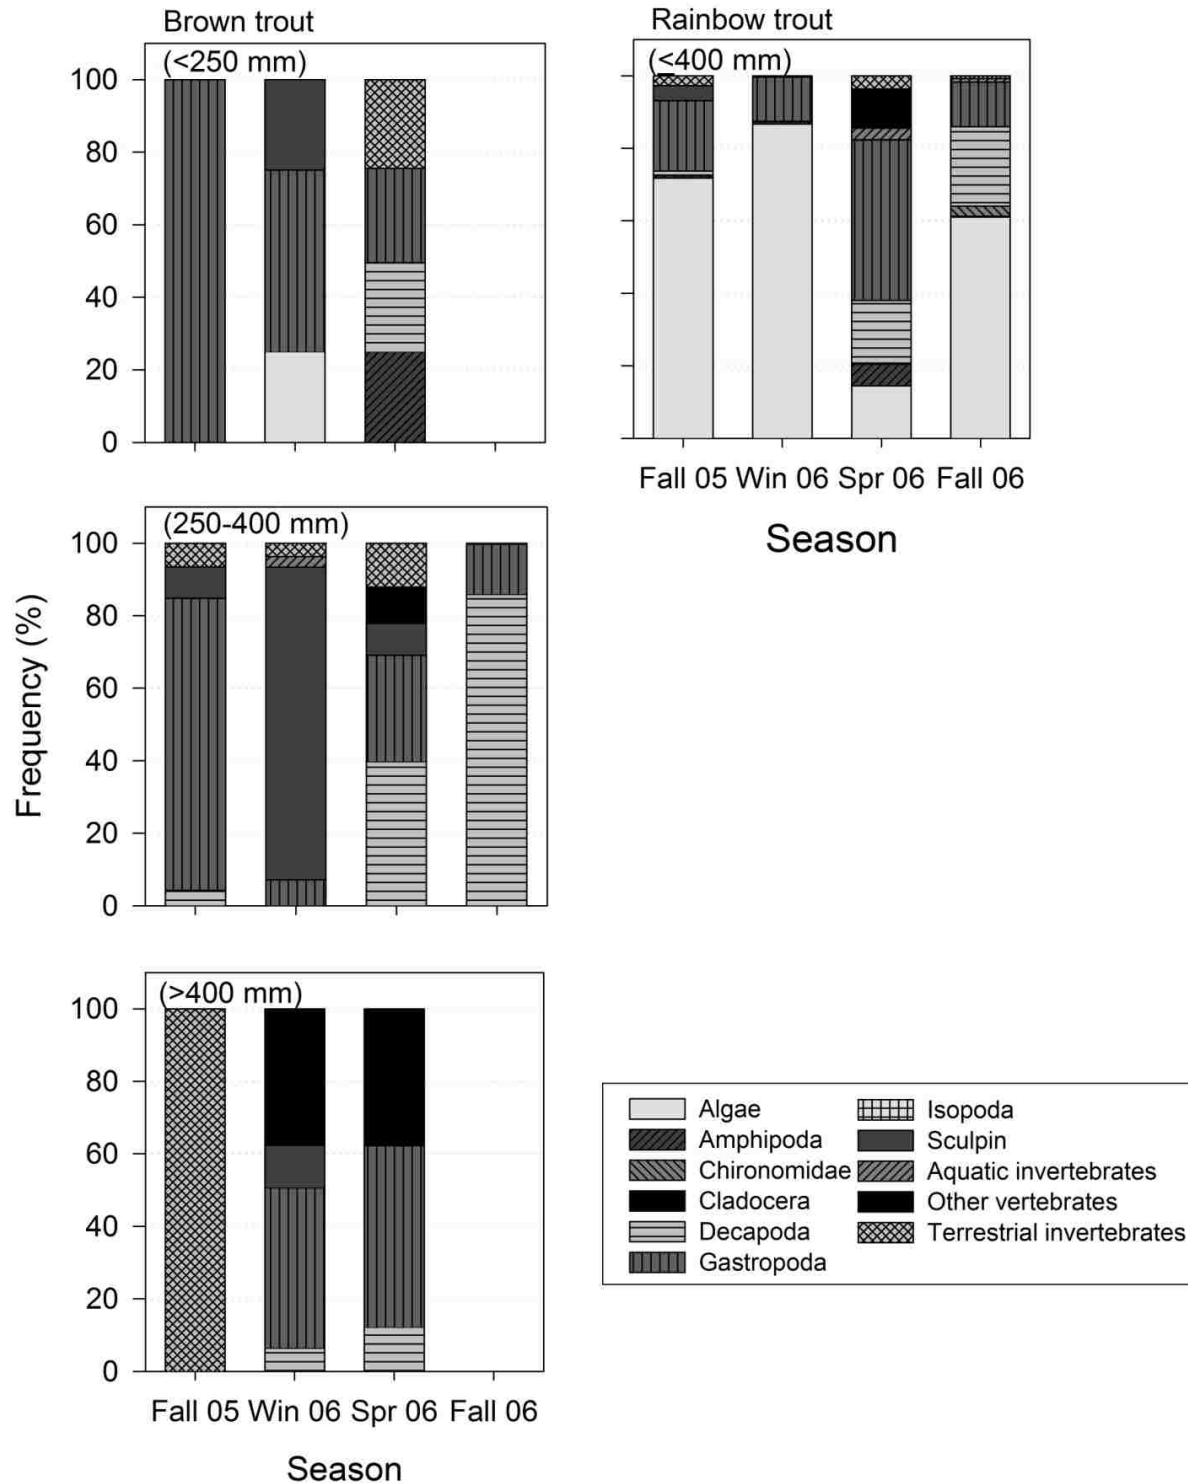 Brown trout
Rainbow trout
(<250 mm)
100
80
60
40
20
0
(<400 mm)
Fall 05 Win 06 Spr 06 Fall 06
Season
Frequency (%)
(250-400 mm)
100
80
60
40
20
0
(>400 mm)
100
80
60
40
20
0
Fall 05 Win 06 Spr 06 Fall 06
Season
Algae
Amphipoda
Chironomidae
Cladocera
Decapoda
Gastropoda
Isopoda
Sculpin
Aquatic invertebrates
Other vertebrates
Terrestrial invertebrates